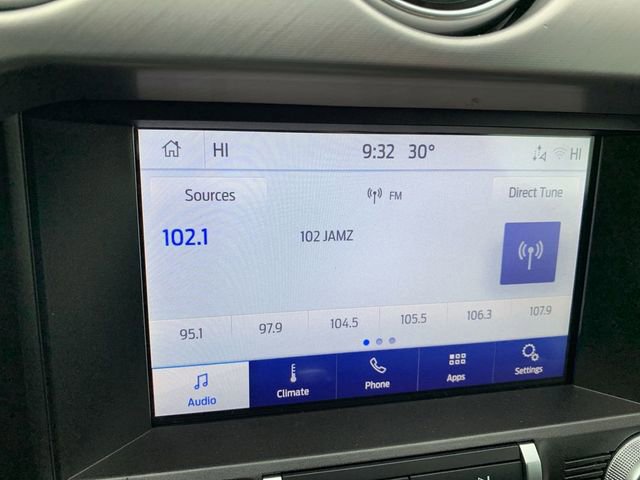 HI 9:32 30° HI
Sources FM Direct Tune
102.1 102 JAMZ
95.1 97.9 104.5 105.5 106.3 107.9
Audio Climate Phone Apps Settings